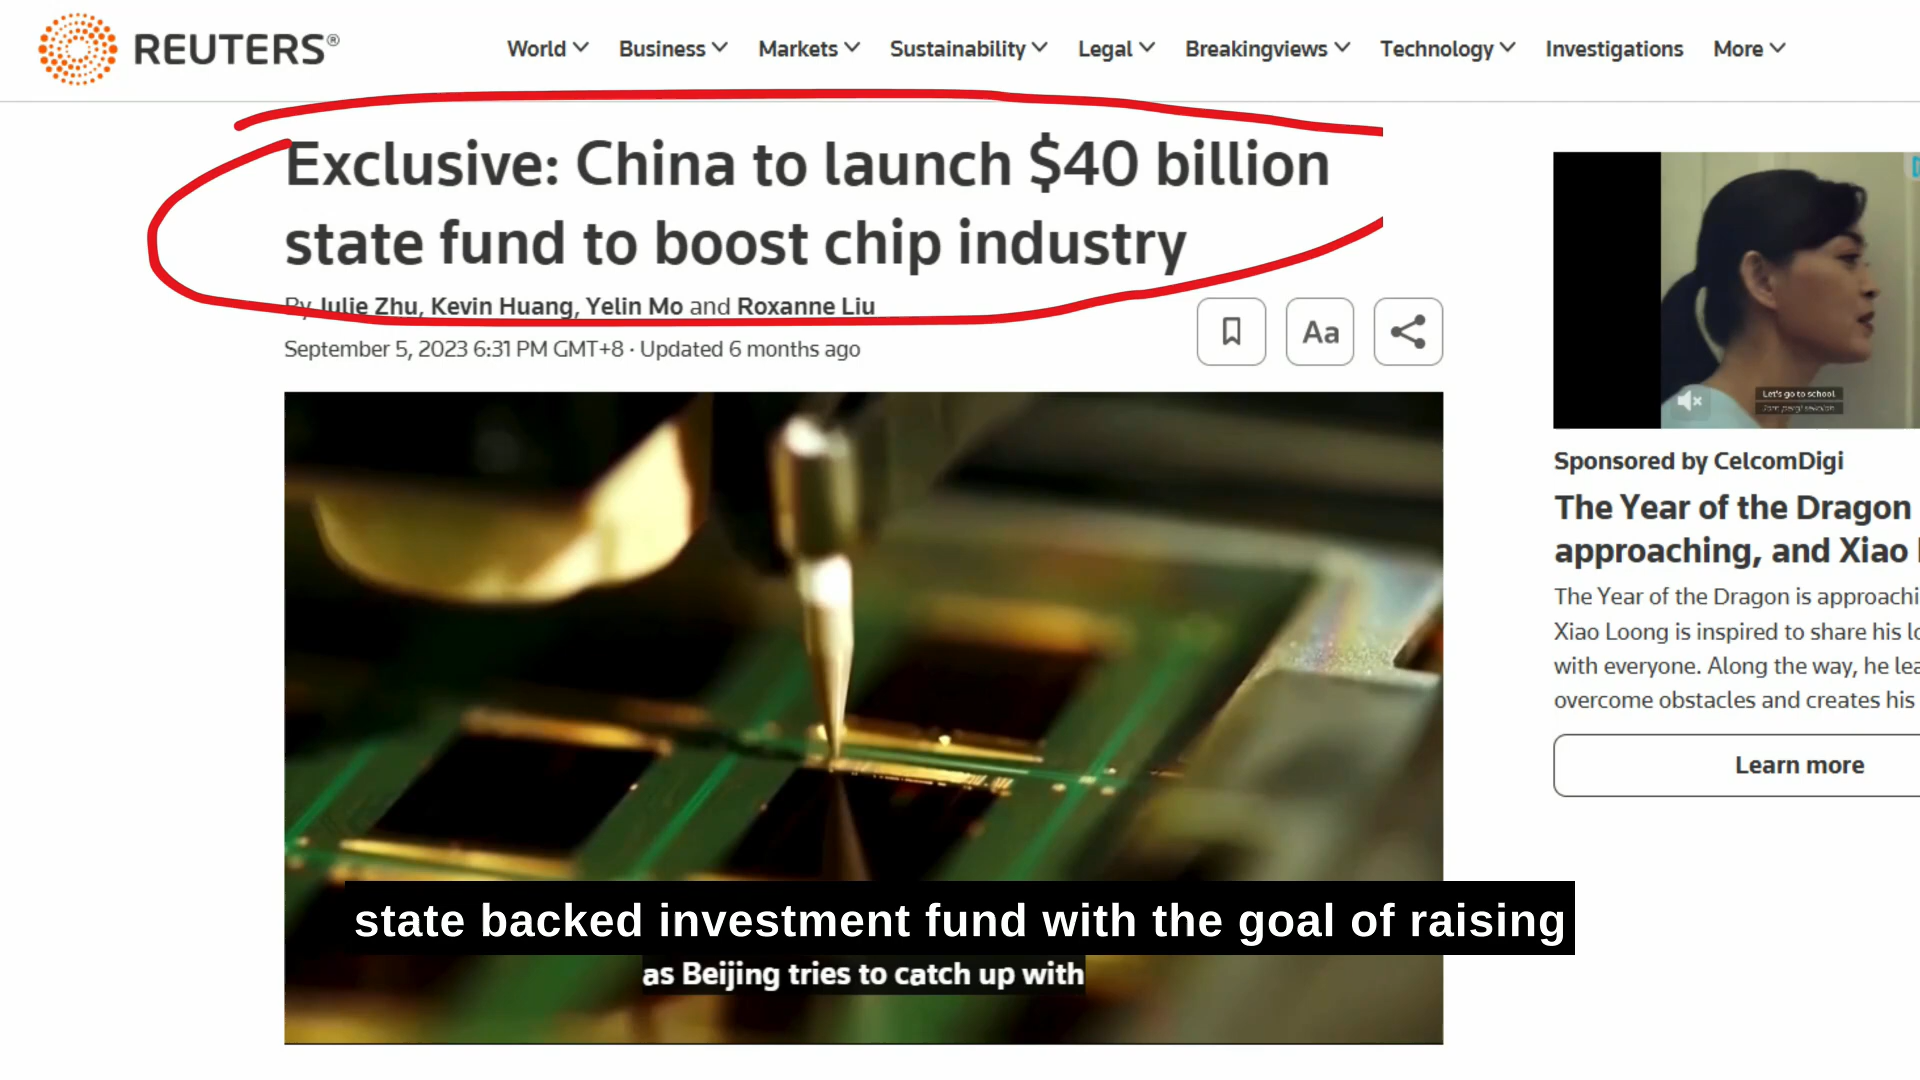 REUTERS®
World Business Markets Sustainability Legal Breakingviews Technology Investigations More
Exclusive: China to launch $40 billion
state fund to boost chip industry
By Julie Zhu, Kevin Huang, Yelin Mo and Roxanne Liu
September 5, 2023 6:31 PM GMT+8 · Updated 6 months ago
Aa
Let's go to school
Sponsored by CelcomDigi
The Year of the Dragon
approaching, and Xiao
The Year of the Dragon is approachi
Xiao Loong is inspired to share his lo
with everyone. Along the way, he lea
overcome obstacles and creates his
Learn more
state backed investment fund with the goal of raising
as Beijing tries to catch up with